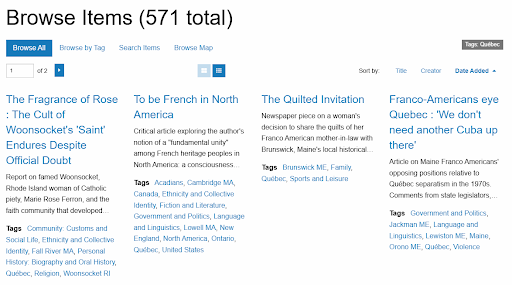 Browse Items (571 total)
Browse All
Browse by Tag
Search Items
Browse Map
Tags: Québec
1
of 2
Sort by:
Title
Creator
Date Added
The Fragrance of Rose
: The Cult of
Woonsocket's 'Saint'
Endures Despite
Official Doubt
Report on famed Woonsocket,
Rhode Island woman of Catholic
piety, Marie Rose Ferron, and the
faith community that developed…
Tags Community Customs and
Social Life, Ethnicity and Collective
Identity, Fall River MA, Personal
History: Biography and Oral History,
Québec, Religion, Woonsocket RI
To be French in North
America
Critical article exploring the author's
notion of a "fundamental unity"
among French heritage peoples in
North America: a consciousness…
Tags Acadians, Cambridge MA,
Canada, Ethnicity and Collective
Identity, Fiction and Literature,
Government and Politics, Language
and Linguistics, Lowell MA, New
England, North America, Ontario,
Québec, United States
The Quilted Invitation
Newspaper piece on a woman's
decision to share the quilts of her
Franco American mother-in-law with
Brunswick, Maine's local historical…
Tags Brunswick ME, Family,
Québec, Sports and Leisure
Franco-Americans eye
Quebec : 'We don't
need another Cuba up
there'
Article on Maine Franco Americans'
opposing positions relative to
Québec separatism in the 1970s.
Comments from state legislators,…
Tags Government and Politics,
Jackman ME, Language and
Linguistics, Lewiston ME, Maine,
Orono ME, Québec, Violence